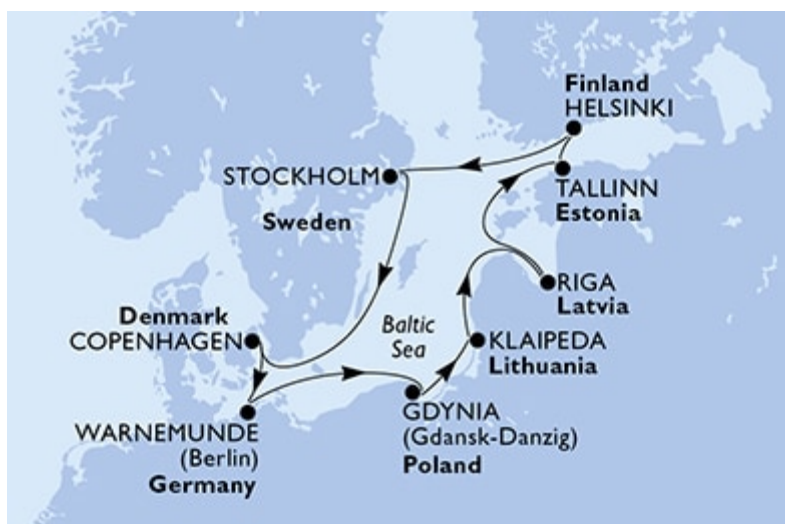 Finland
HELSINKI
STOCKHOLM
Sweden
TALLINN
Estonia
RIGA
Latvia
Denmark
COPENHAGEN
Baltic
Sea
KLAIPEDA
Lithuania
WARNEMUNDE
(Berlin)
Germany
GDYNIA
(Gdansk-Danzig)
Poland